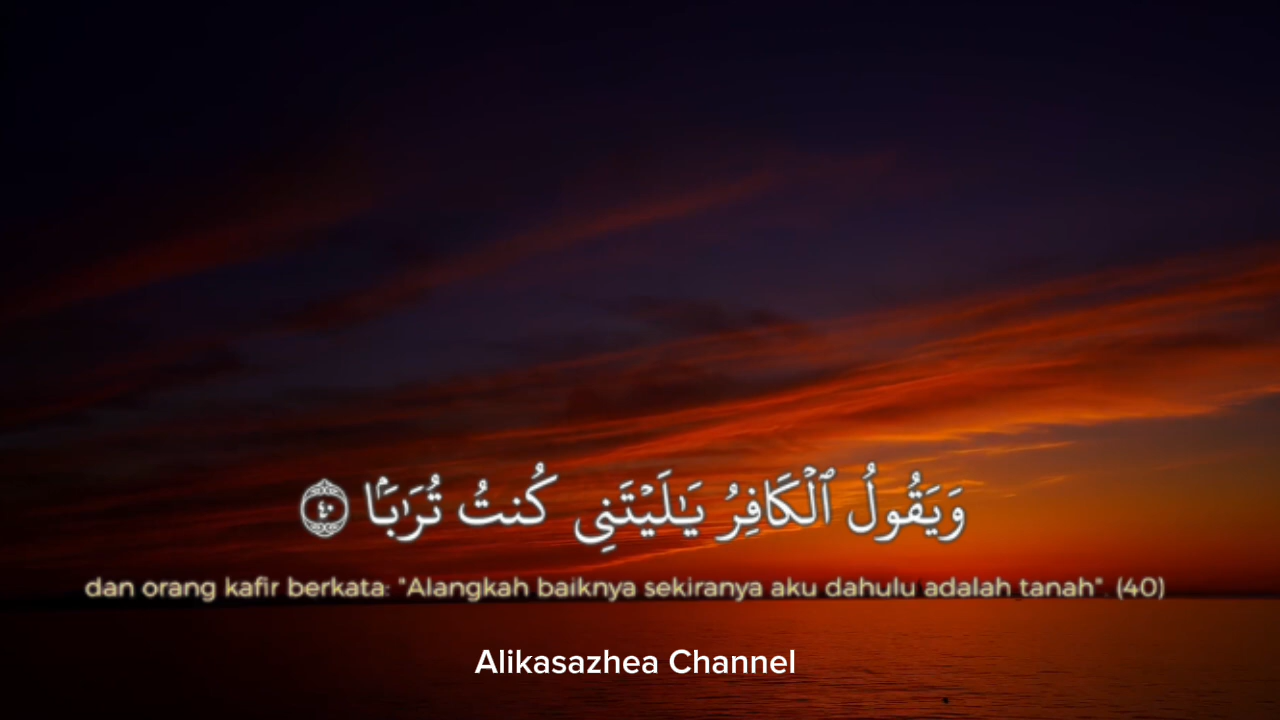 وَيَقُولُ ٱلْكَافِرُ يَـٰلَيْتَنِى كُنتُ تُرَٰبًۢا ٤٠
dan orang kafir berkata: "Alangkah baiknya sekiranya aku dahulu adalah tanah". (40)
Alikasazhea Channel